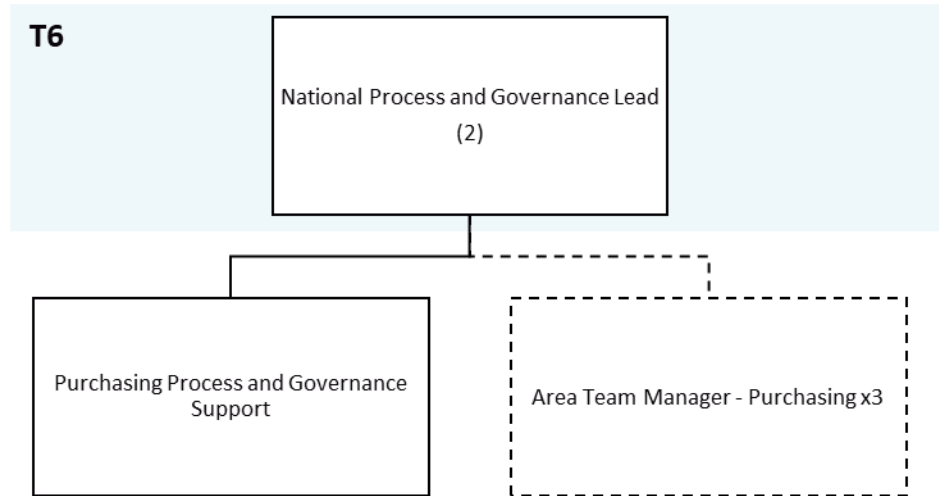 T6
National Process and Governance Lead
(2)
Purchasing Process and Governance
Support
Area Team Manager - Purchasing x3